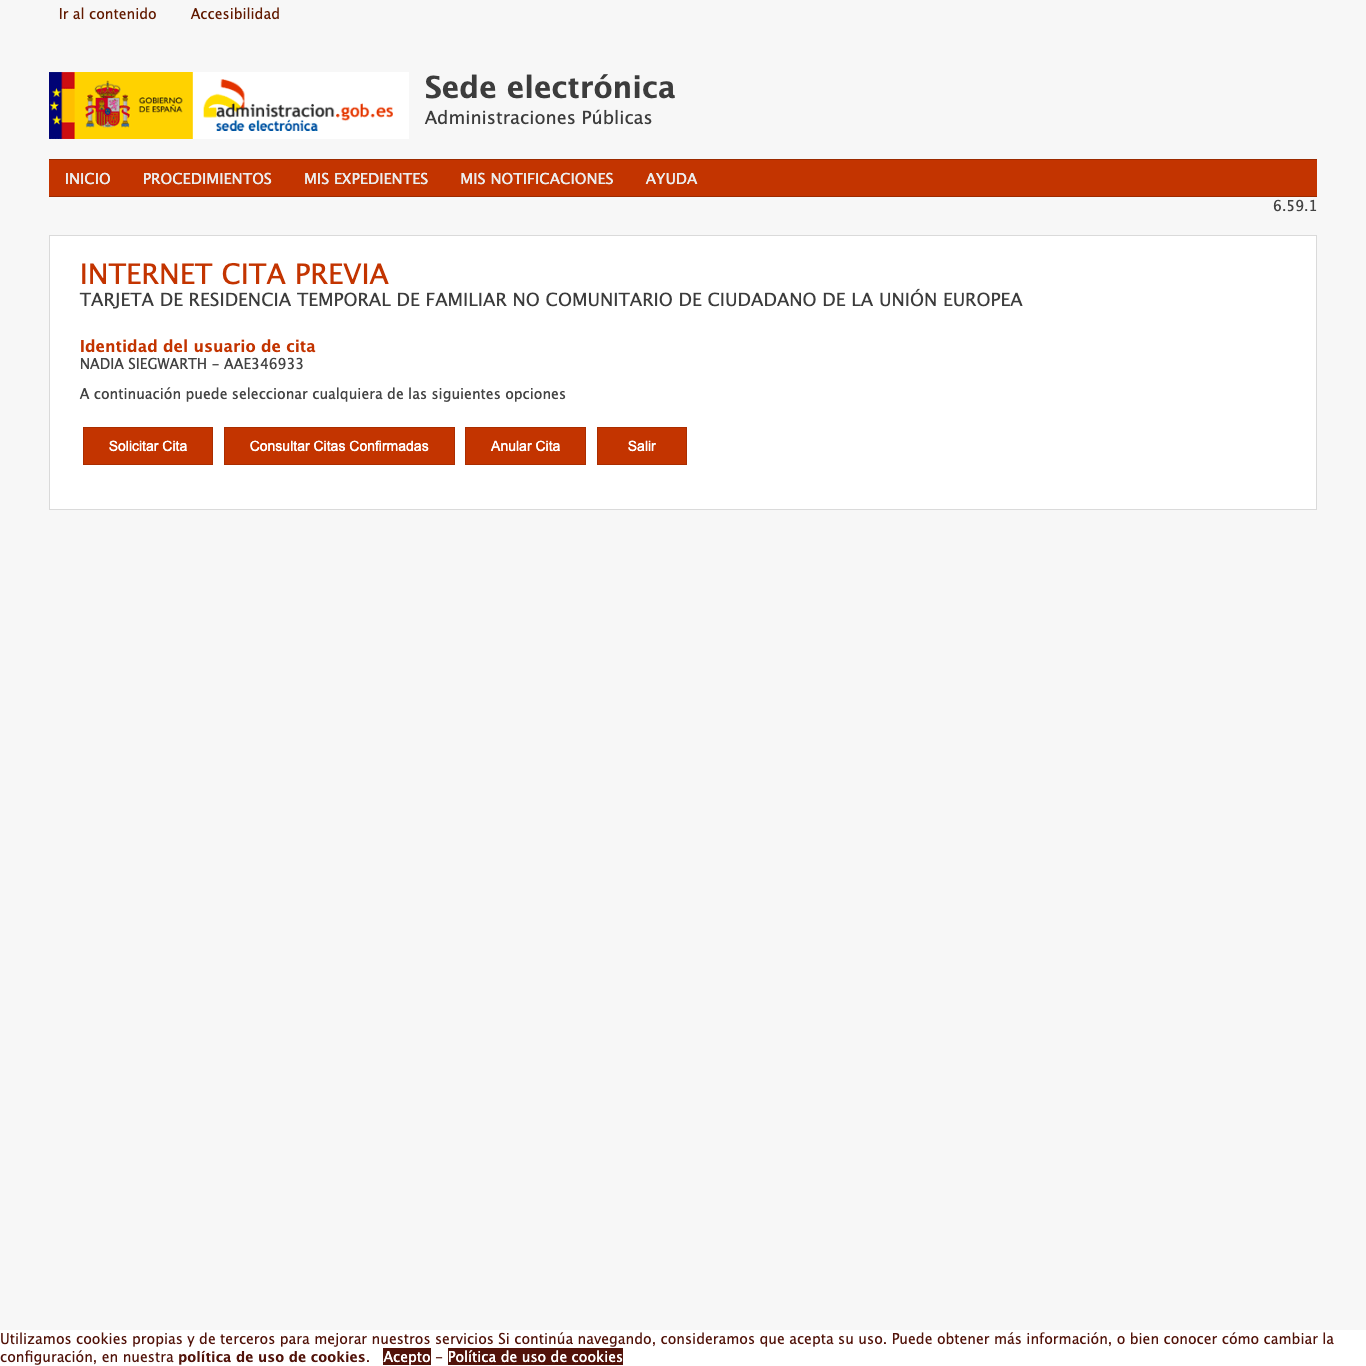 Ir al contenido Accesibilidad
GOBIERNO
DE ESPAÑA
administracion.gob.es
sede electrónica
Sede electrónica
Administraciones Públicas
INICIO PROCEDIMIENTOS MIS EXPEDIENTES MIS NOTIFICACIONES AYUDA
6.59.1
INTERNET CITA PREVIA
TARJETA DE RESIDENCIA TEMPORAL DE FAMILIAR NO COMUNITARIO DE CIUDADANO DE LA UNIÓN EUROPEA
Identidad del usuario de cita
NADIA SIEGWARTH - AAE346933
A continuación puede seleccionar cualquiera de las siguientes opciones
Solicitar Cita Consultar Citas Confirmadas Anular Cita Salir
Utilizamos cookies propias y de terceros para mejorar nuestros servicios Si continúa navegando, consideramos que acepta su uso. Puede obtener más información, o bien conocer cómo cambiar la
configuración, en nuestra política de uso de cookies. Acepto - Política de uso de cookies